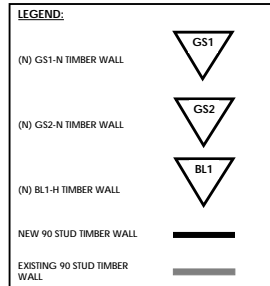 LEGEND:
(N) GS1-N TIMBER WALL
GS1
(N) GS2-N TIMBER WALL
GS2
(N) BL1-H TIMBER WALL
BL1
NEW 90 STUD TIMBER WALL
EXISTING 90 STUD TIMBER
WALL